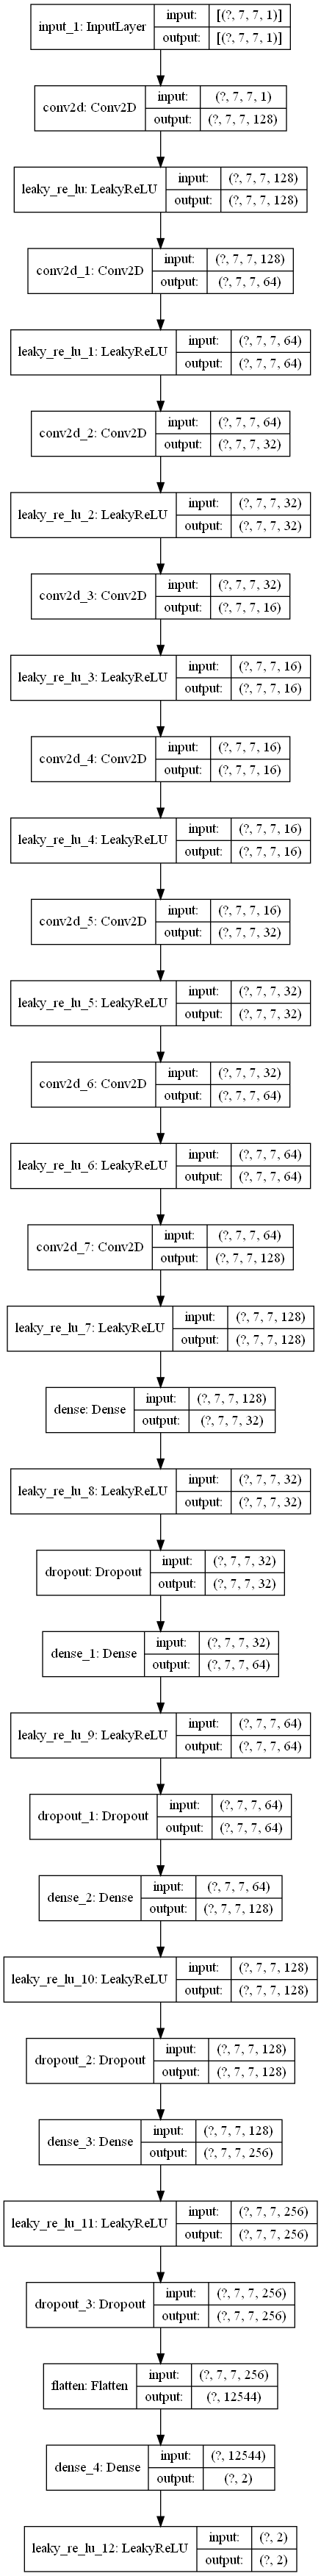 input_1: InputLayer
input: [(?, 7, 7, 1)]
output: [(?, 7, 7, 1)]
conv2d: Conv2D
input: (?, 7, 7, 1)
output: (?, 7, 7, 128)
leaky_re_lu: LeakyReLU
input: (?, 7, 7, 128)
output: (?, 7, 7, 128)
conv2d_1: Conv2D
input: (?, 7, 7, 128)
output: (?, 7, 7, 64)
leaky_re_lu_1: LeakyReLU
input: (?, 7, 7, 64)
output: (?, 7, 7, 64)
conv2d_2: Conv2D
input: (?, 7, 7, 64)
output: (?, 7, 7, 32)
leaky_re_lu_2: LeakyReLU
input: (?, 7, 7, 32)
output: (?, 7, 7, 32)
conv2d_3: Conv2D
input: (?, 7, 7, 32)
output: (?, 7, 7, 16)
leaky_re_lu_3: LeakyReLU
input: (?, 7, 7, 16)
output: (?, 7, 7, 16)
conv2d_4: Conv2D
input: (?, 7, 7, 16)
output: (?, 7, 7, 16)
leaky_re_lu_4: LeakyReLU
input: (?, 7, 7, 16)
output: (?, 7, 7, 16)
conv2d_5: Conv2D
input: (?, 7, 7, 16)
output: (?, 7, 7, 32)
leaky_re_lu_5: LeakyReLU
input: (?, 7, 7, 32)
output: (?, 7, 7, 32)
conv2d_6: Conv2D
input: (?, 7, 7, 32)
output: (?, 7, 7, 64)
leaky_re_lu_6: LeakyReLU
input: (?, 7, 7, 64)
output: (?, 7, 7, 64)
conv2d_7: Conv2D
input: (?, 7, 7, 64)
output: (?, 7, 7, 128)
leaky_re_lu_7: LeakyReLU
input: (?, 7, 7, 128)
output: (?, 7, 7, 128)
dense: Dense
input: (?, 7, 7, 128)
output: (?, 7, 7, 32)
leaky_re_lu_8: LeakyReLU
input: (?, 7, 7, 32)
output: (?, 7, 7, 32)
dropout: Dropout
input: (?, 7, 7, 32)
output: (?, 7, 7, 32)
dense_1: Dense
input: (?, 7, 7, 32)
output: (?, 7, 7, 64)
leaky_re_lu_9: LeakyReLU
input: (?, 7, 7, 64)
output: (?, 7, 7, 64)
dropout_1: Dropout
input: (?, 7, 7, 64)
output: (?, 7, 7, 64)
dense_2: Dense
input: (?, 7, 7, 64)
output: (?, 7, 7, 128)
leaky_re_lu_10: LeakyReLU
input: (?, 7, 7, 128)
output: (?, 7, 7, 128)
dropout_2: Dropout
input: (?, 7, 7, 128)
output: (?, 7, 7, 128)
dense_3: Dense
input: (?, 7, 7, 128)
output: (?, 7, 7, 256)
leaky_re_lu_11: LeakyReLU
input: (?, 7, 7, 256)
output: (?, 7, 7, 256)
dropout_3: Dropout
input: (?, 7, 7, 256)
output: (?, 7, 7, 256)
flatten: Flatten
input: (?, 7, 7, 256)
output: (?, 12544)
dense_4: Dense
input: (?, 12544)
output: (?, 2)
leaky_re_lu_12: LeakyReLU
input: (?, 2)
output: (?, 2)